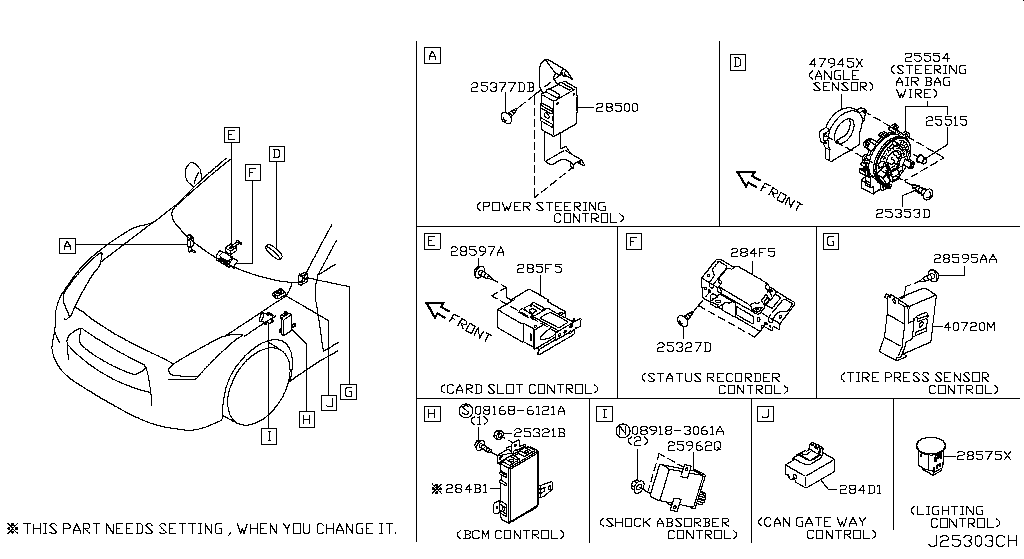 E
D
F
A
G
J
H
I
※ THIS PART NEEDS SETTING , WHEN YOU CHANGE IT.
A
25377DB
28500
(POWER STEERING
CONTROL)
D
47945X
(ANGLE
SENSOR)
25554
(STEERING
AIR BAG
WIRE)
25515
FRONT
25353D
E
28597A
285F5
FRONT
(CARD SLOT CONTROL)
F
284F5
25327D
(STATUS RECORDER
CONTROL)
G
28595AA
40720M
(TIRE PRESS SENSOR
CONTROL)
H
S08168-6121A
(1)
25321B
※284B1
(BCM CONTROL)
I
N08918-3061A
(2)
25962Q
(SHOCK ABSORBER
CONTROL)
J
284D1
(CAN GATE WAY
CONTROL)
28575X
(LIGHTING
CONTROL)
J25303CH